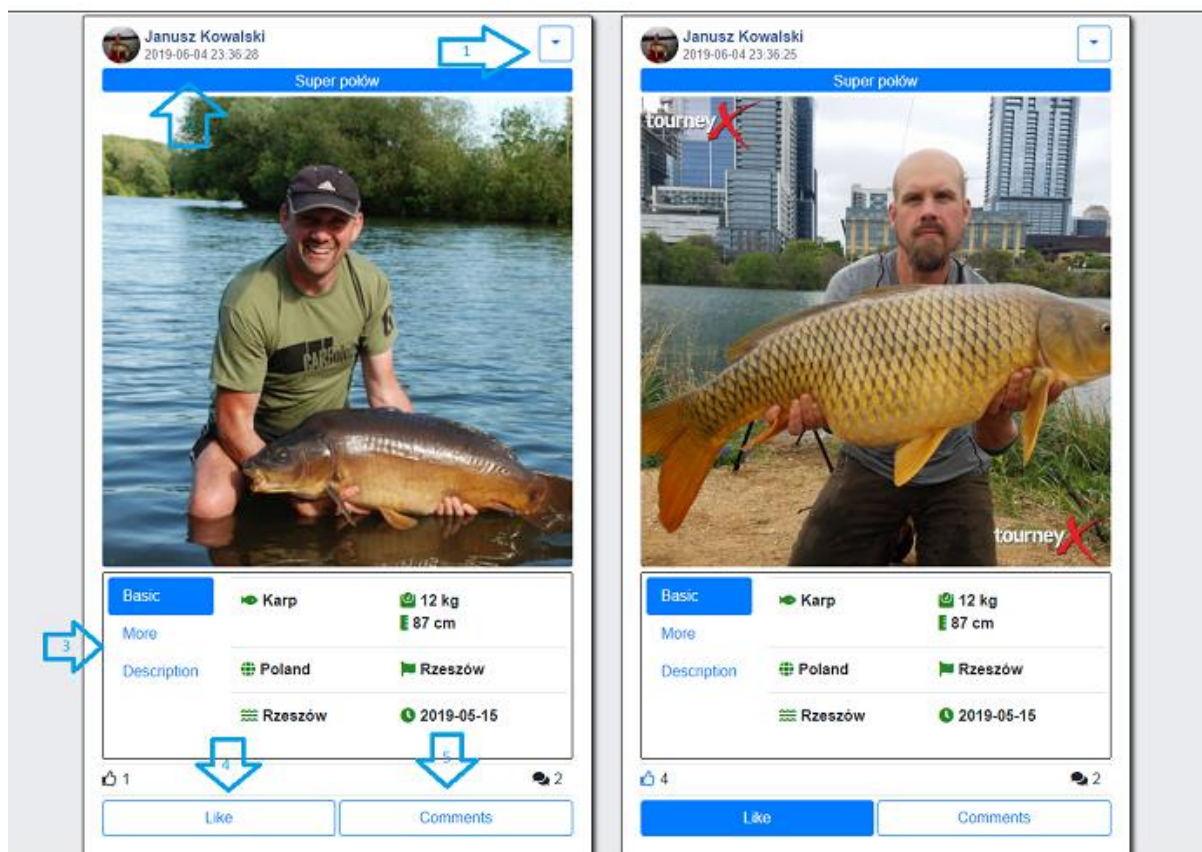 Janusz Kowalski
2019-06-04 23:36:28
1
Super połów
3
Basic
More
Description
Karp
12 kg
87 cm
Poland
Rzeszów
Rzeszów
2019-05-15
1
2
4
5
Like
Comments
Janusz Kowalski
2019-06-04 23:36:25
Super połów
tourneyX
tourneyX
Basic
More
Description
Karp
12 kg
87 cm
Poland
Rzeszów
Rzeszów
2019-05-15
4
2
Like
Comments